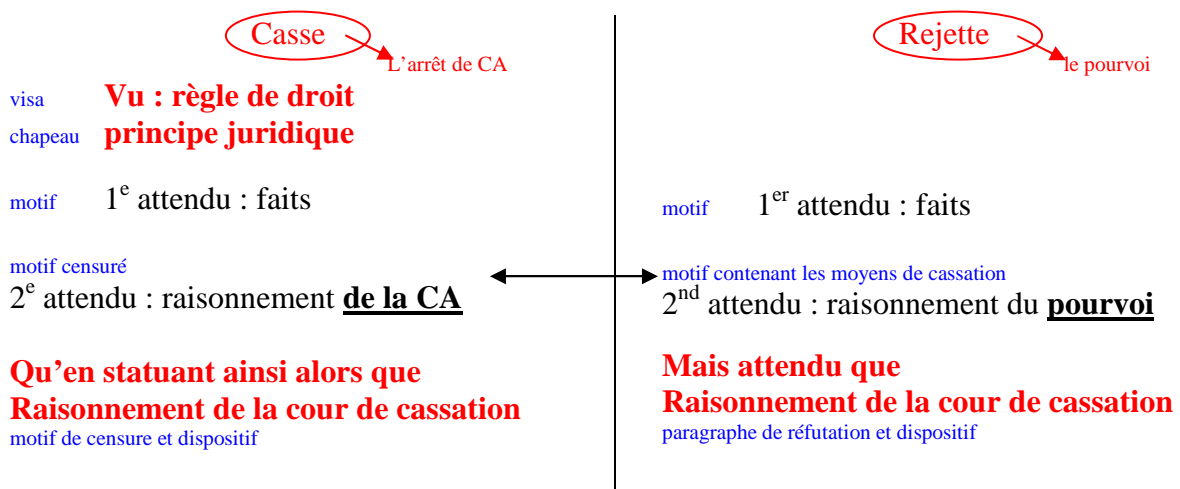 Casse
L'arrêt de CA
visa Vu : règle de droit
chapeau principe juridique
motif 1e attendu : faits
motif censuré
2e attendu : raisonnement de la CA
Qu'en statuant ainsi alors que
Raisonnement de la cour de cassation
motif de censure et dispositif
Rejette
le pourvoi
motif 1er attendu : faits
motif contenant les moyens de cassation
2nd attendu : raisonnement du pourvoi
Mais attendu que
Raisonnement de la cour de cassation
paragraphe de réfutation et dispositif